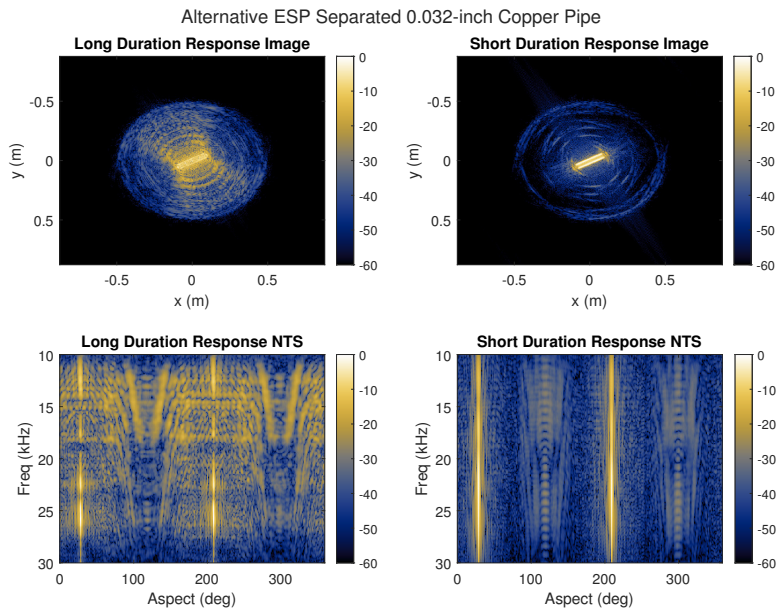 Alternative ESP Separated 0.032-inch Copper Pipe
Long Duration Response Image
-0.5
0
0.5
y (m)
-0.5 0 0.5
x (m)
0
-10
-20
-30
-40
-50
-60
Short Duration Response Image
-0.5
0
0.5
y (m)
-0.5 0 0.5
x (m)
0
-10
-20
-30
-40
-50
-60
Long Duration Response NTS
10
15
20
25
30
Freq (kHz)
0 100 200 300
Aspect (deg)
0
-10
-20
-30
-40
-50
-60
Short Duration Response NTS
10
15
20
25
30
Freq (kHz)
0 100 200 300
Aspect (deg)
0
-10
-20
-30
-40
-50
-60